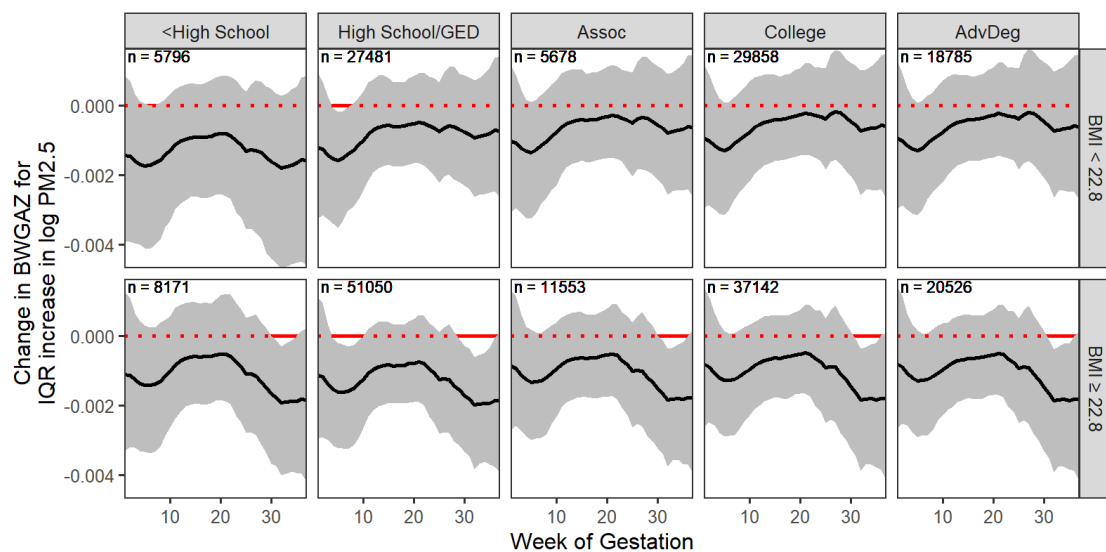 <High School
High School/GED
Assoc
College
AdvDeg
n = 5796
n = 27481
n = 5678
n = 29858
n = 18785
0.000
-0.002
-0.004
BMI < 22.8
n = 8171
n = 51050
n = 11553
n = 37142
n = 20526
0.000
-0.002
-0.004
BMI ≥ 22.8
Change in BWGAZ for
IQR increase in log PM2.5
10 20 30
10 20 30
10 20 30
10 20 30
10 20 30
Week of Gestation